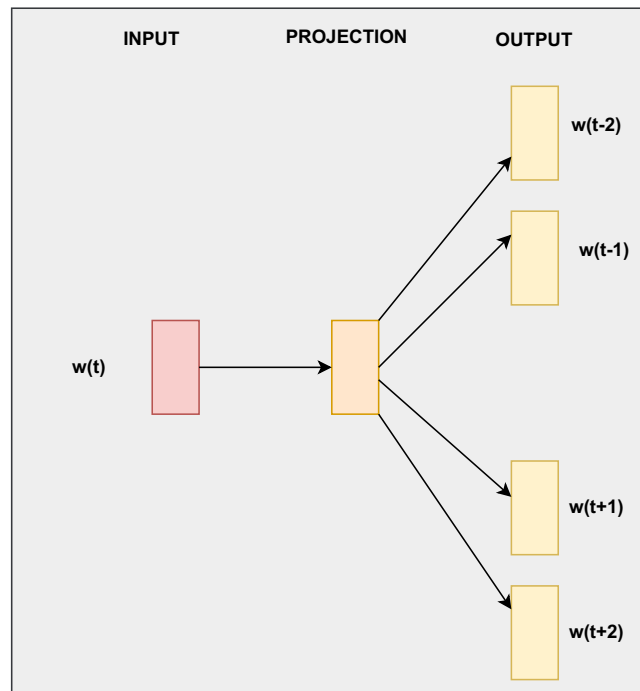 INPUT PROJECTION OUTPUT
w(t-2)
w(t-1)
w(t)
w(t+1)
w(t+2)